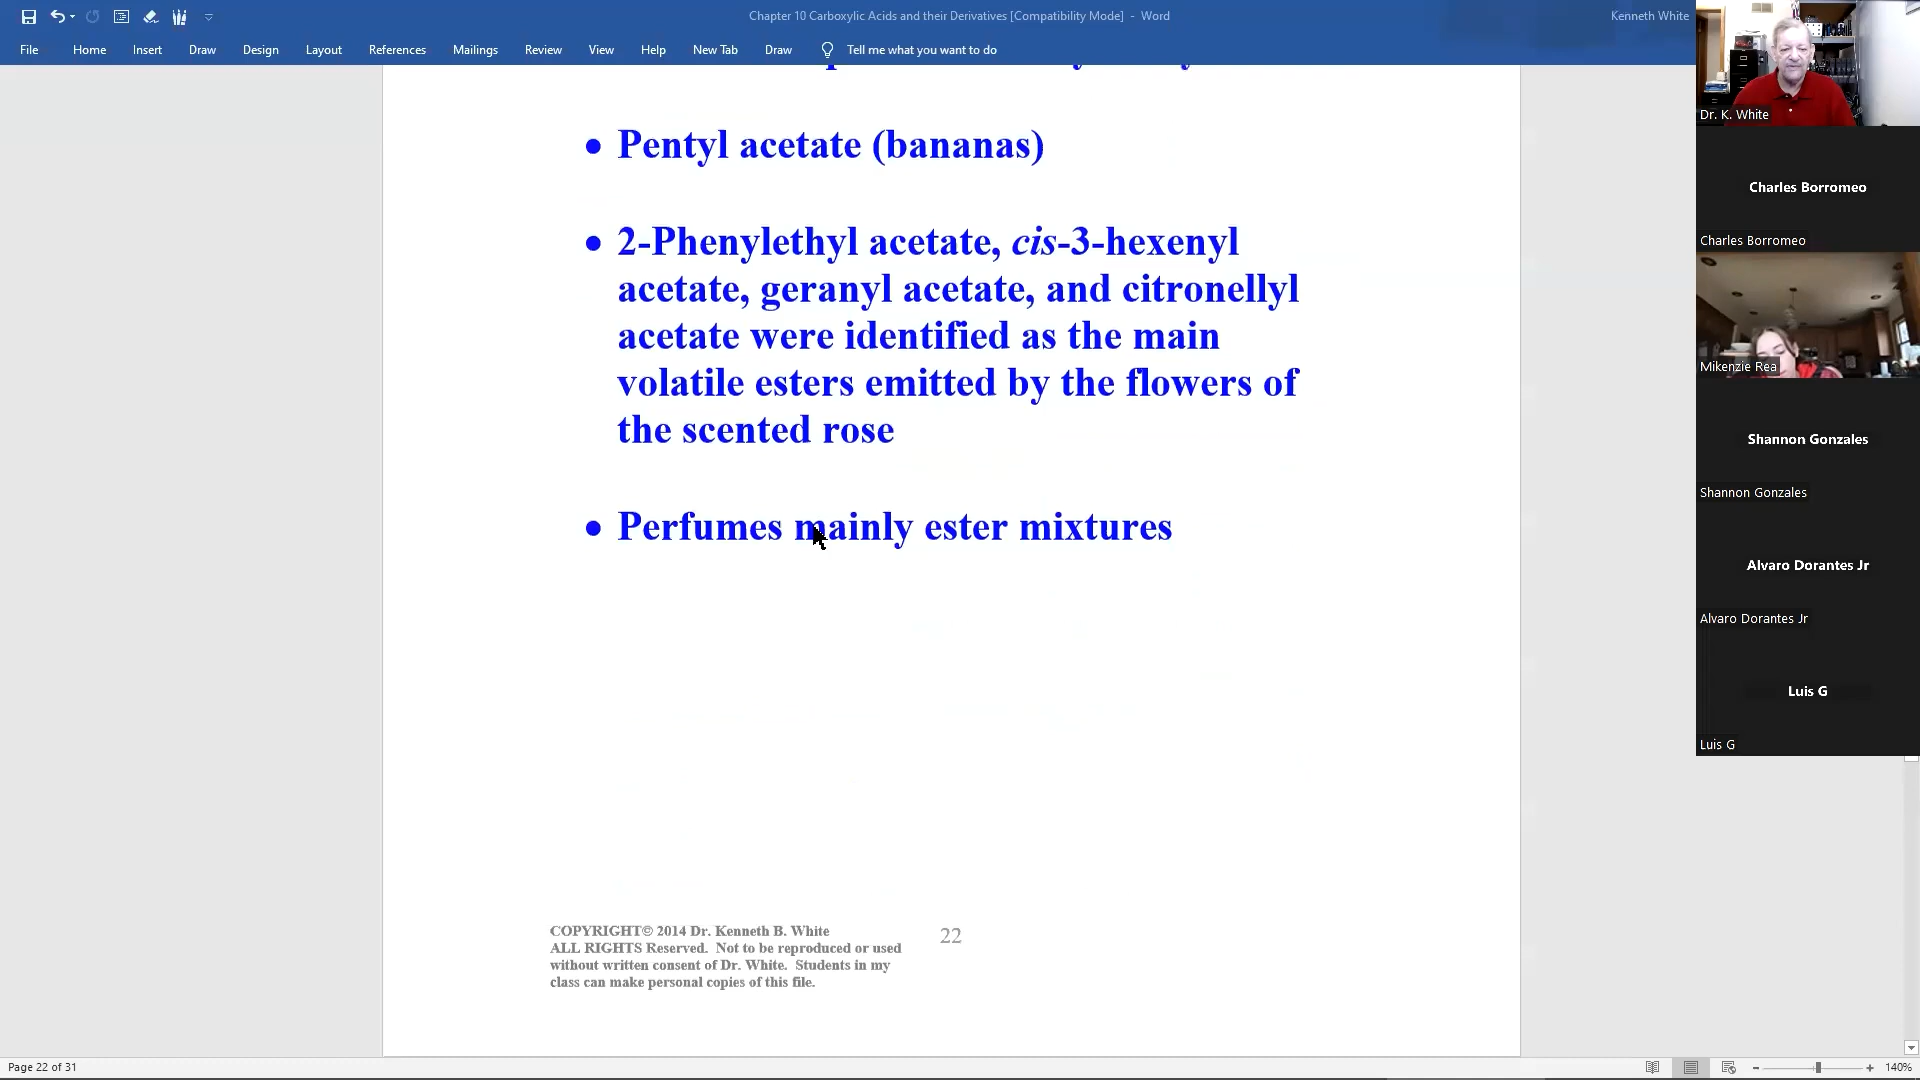 Chapter 10 Carboxylic Acids and their Derivatives [Compatibility Mode] - Word
Kenneth White
File Home Insert Draw Design Layout References Mailings Review View Help New Tab Draw Tell me what you want to do
Dr. K. White
• Pentyl acetate (bananas)
• 2-Phenylethyl acetate, cis-3-hexenyl
acetate, geranyl acetate, and citronellyl
acetate were identified as the main
volatile esters emitted by the flowers of
the scented rose
• Perfumes mainly ester mixtures
Charles Borromeo
Charles Borromeo
Mikenzie Rea
Shannon Gonzales
Shannon Gonzales
Alvaro Dorantes Jr
Alvaro Dorantes Jr
Luis G
Luis G
COPYRIGHT© 2014 Dr. Kenneth B. White
ALL RIGHTS Reserved. Not to be reproduced or used
without written consent of Dr. White. Students in my
class can make personal copies of this file.
22
Page 22 of 31
140%